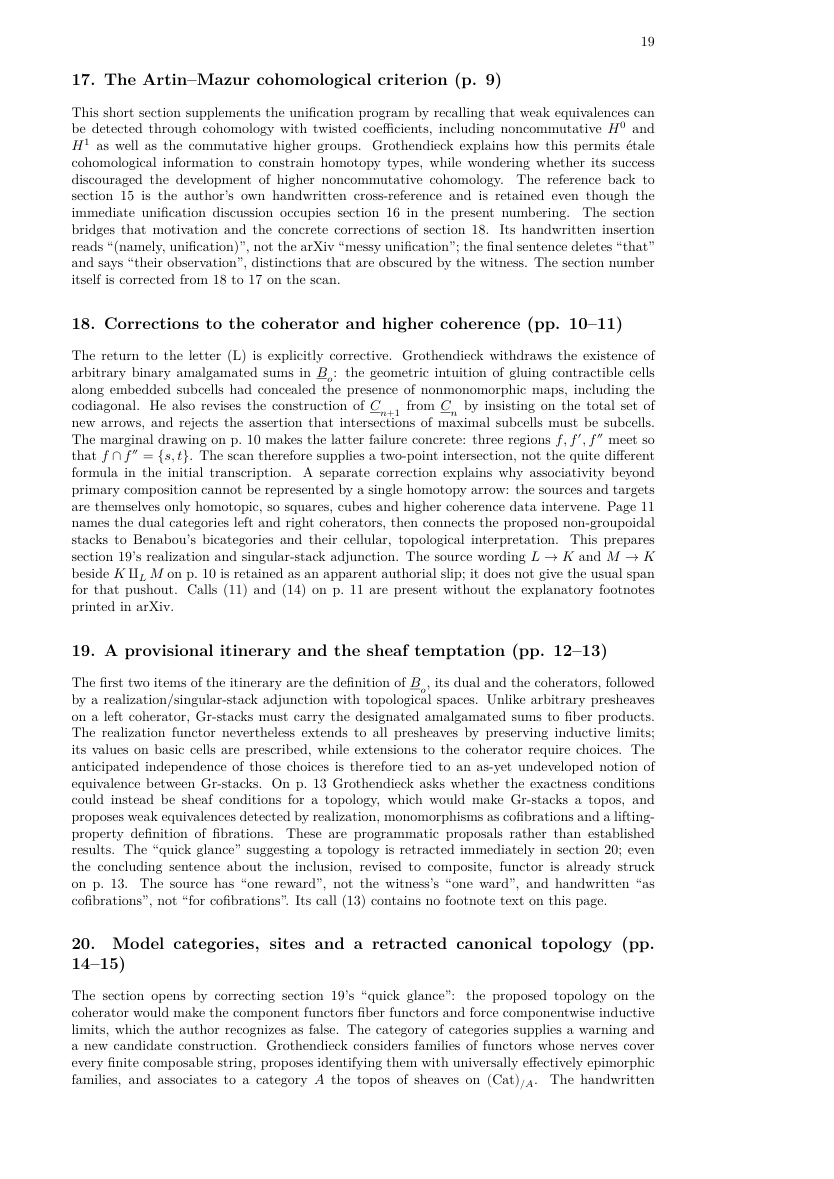 19
17. The Artin–Mazur cohomological criterion (p. 9)
This short section supplements the unification program by recalling that weak equivalences can
be detected through cohomology with twisted coefficients, including noncommutative H⁰ and
H¹ as well as the commutative higher groups. Grothendieck explains how this permits étale
cohomological information to constrain homotopy types, while wondering whether its success
discouraged the development of higher noncommutative cohomology. The reference back to
section 15 is the author's own handwritten cross-reference and is retained even though the
immediate unification discussion occupies section 16 in the present numbering. The section
bridges that motivation and the concrete corrections of section 18. Its handwritten insertion
reads “(namely, unification)”, not the arXiv “messy unification”; the final sentence deletes “that”
and says “their observation”, distinctions that are obscured by the witness. The section number
itself is corrected from 18 to 17 on the scan.
18. Corrections to the coherator and higher coherence (pp. 10–11)
The return to the letter (L) is explicitly corrective. Grothendieck withdraws the existence of
arbitrary binary amalgamated sums in B_o: the geometric intuition of gluing contractible cells
along embedded subcells had concealed the presence of nonmonomorphic maps, including the
codiagonal. He also revises the construction of C_{n+1} from C_n by insisting on the total set of
new arrows, and rejects the assertion that intersections of maximal subcells must be subcells.
The marginal drawing on p. 10 makes the latter failure concrete: three regions f, f′, f″ meet so
that f ∩ f″ = {s, t}. The scan therefore supplies a two-point intersection, not the quite different
formula in the initial transcription. A separate correction explains why associativity beyond
primary composition cannot be represented by a single homotopy arrow: the sources and targets
are themselves only homotopic, so squares, cubes and higher coherence data intervene. Page 11
names the dual categories left and right coherators, then connects the proposed non-groupoidal
stacks to Benabou's bicategories and their cellular, topological interpretation. This prepares
section 19's realization and singular-stack adjunction. The source wording L → K and M → K
beside K ⨿_L M on p. 10 is retained as an apparent authorial slip; it does not give the usual span
for that pushout. Calls (11) and (14) on p. 11 are present without the explanatory footnotes
printed in arXiv.
19. A provisional itinerary and the sheaf temptation (pp. 12–13)
The first two items of the itinerary are the definition of B_o, its dual and the coherators, followed
by a realization/singular-stack adjunction with topological spaces. Unlike arbitrary presheaves
on a left coherator, Gr-stacks must carry the designated amalgamated sums to fiber products.
The realization functor nevertheless extends to all presheaves by preserving inductive limits;
its values on basic cells are prescribed, while extensions to the coherator require choices. The
anticipated independence of those choices is therefore tied to an as-yet undeveloped notion of
equivalence between Gr-stacks. On p. 13 Grothendieck asks whether the exactness conditions
could instead be sheaf conditions for a topology, which would make Gr-stacks a topos, and
proposes weak equivalences detected by realization, monomorphisms as cofibrations and a lifting-
property definition of fibrations. These are programmatic proposals rather than established
results. The “quick glance” suggesting a topology is retracted immediately in section 20; even
the concluding sentence about the inclusion, revised to composite, functor is already struck
on p. 13. The source has “one reward”, not the witness's “one ward”, and handwritten “as
cofibrations”, not “for cofibrations”. Its call (13) contains no footnote text on this page.
20. Model categories, sites and a retracted canonical topology (pp.
14–15)
The section opens by correcting section 19's “quick glance”: the proposed topology on the
coherator would make the component functors fiber functors and force componentwise inductive
limits, which the author recognizes as false. The category of categories supplies a warning and
a new candidate construction. Grothendieck considers families of functors whose nerves cover
every finite composable string, proposes identifying them with universally effectively epimorphic
families, and associates to a category A the topos of sheaves on (Cat)_{/A}. The handwritten